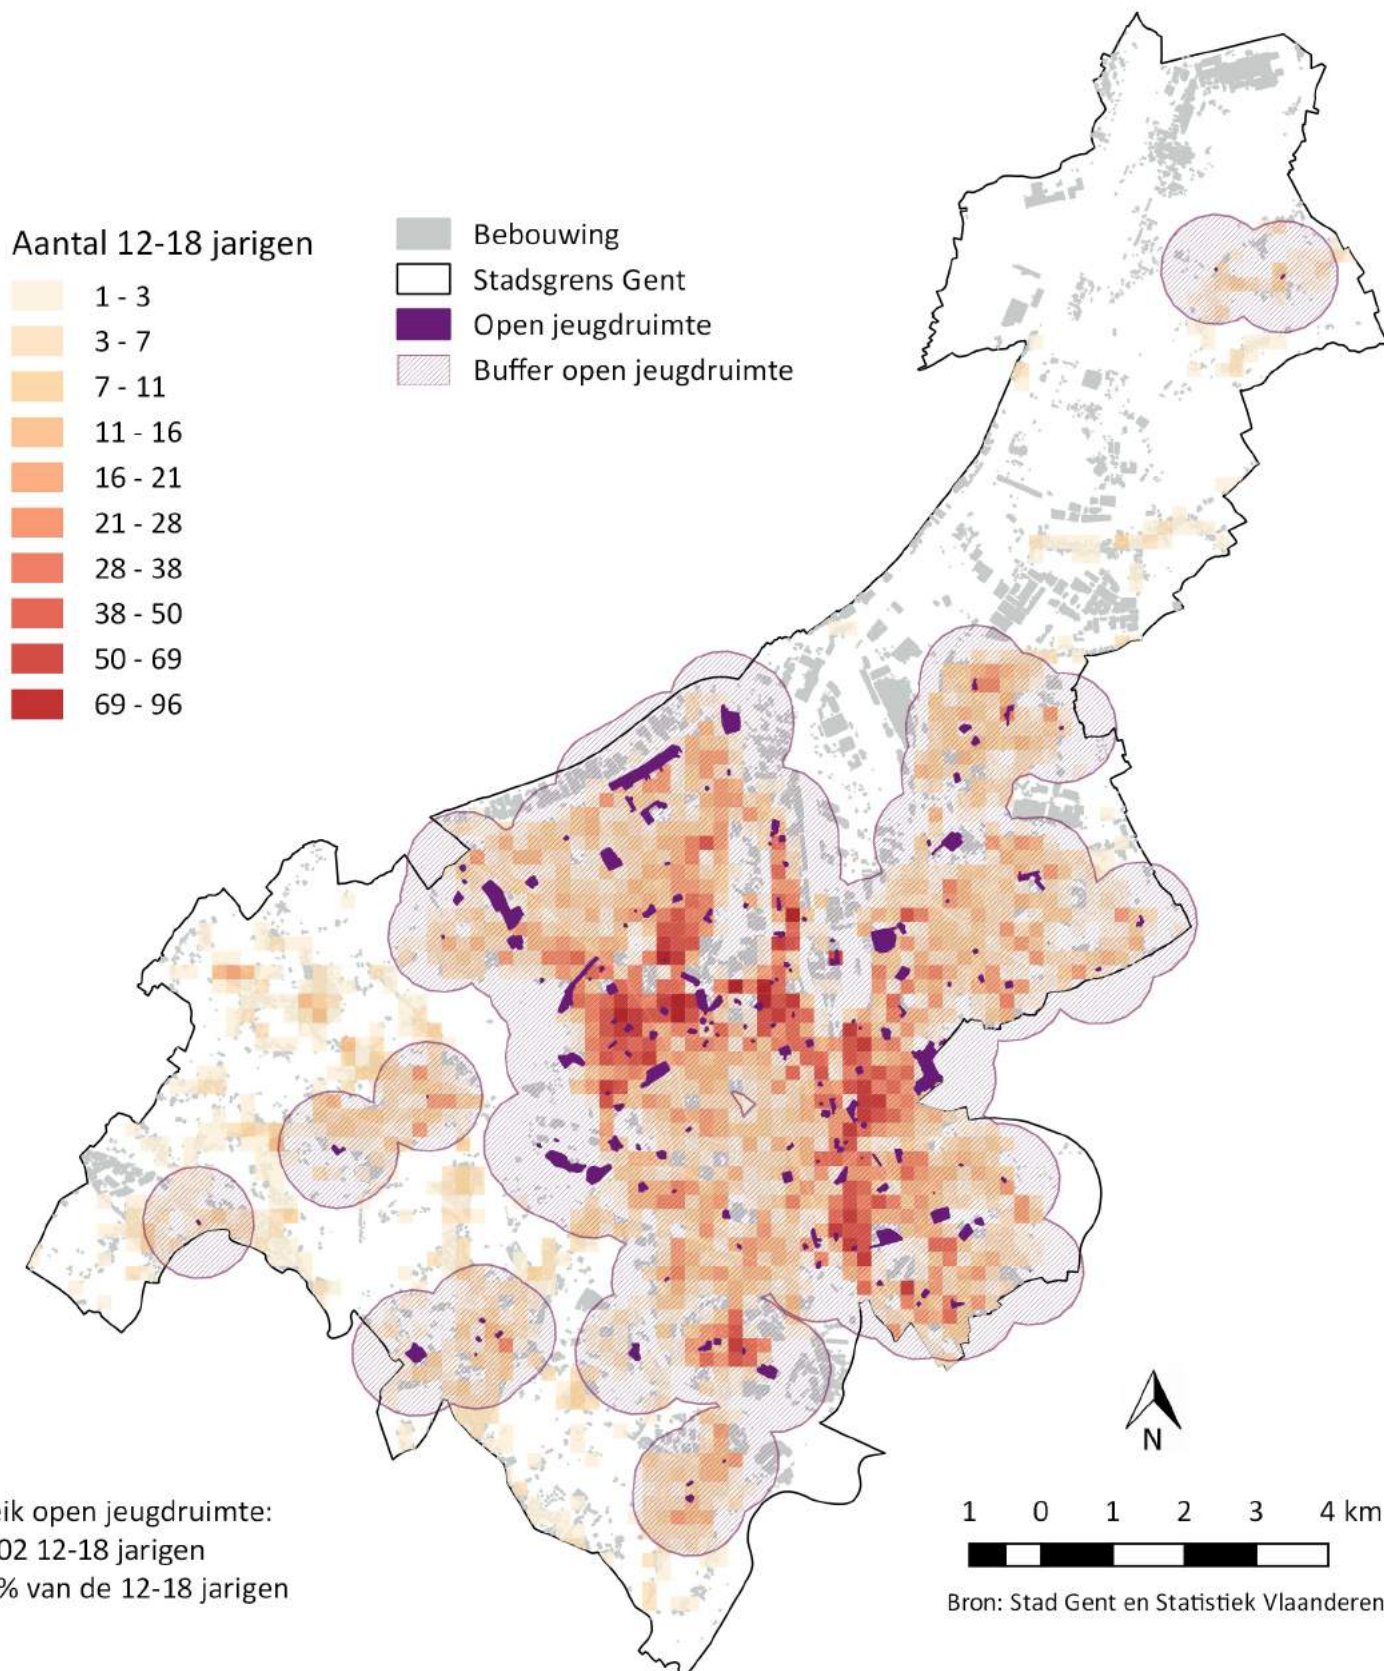 Aantal 12-18 jarigen
1 - 3
3 - 7
7 - 11
11 - 16
16 - 21
21 - 28
28 - 38
38 - 50
50 - 69
69 - 96
Bebouwing
Stadsgrens Gent
Open jeugdruimte
Buffer open jeugdruimte
N
eik open jeugdruimte:
02 12-18 jarigen
% van de 12-18 jarigen
1 0 1 2 3 4 km
Bron: Stad Gent en Statistiek Vlaanderen